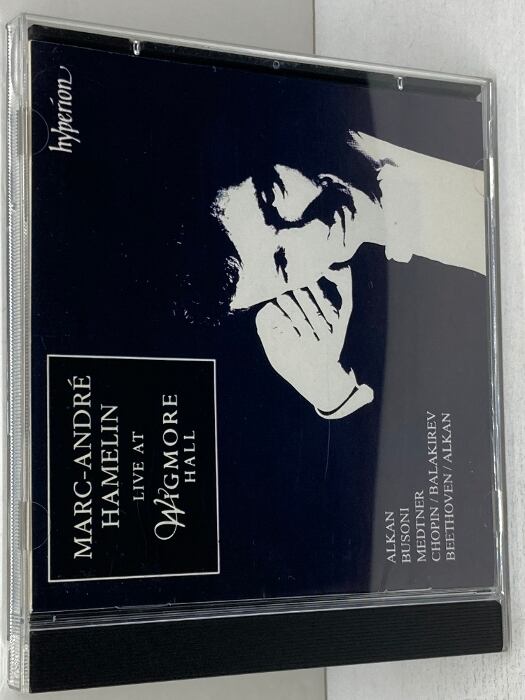 hyperion
MARC-ANDRÉ
HAMELIN
LIVE AT
WIGMORE
HALL
ALKAN
BUSONI
MEDTNER
CHOPIN / BALAKIREV
BEETHOVEN / ALKAN